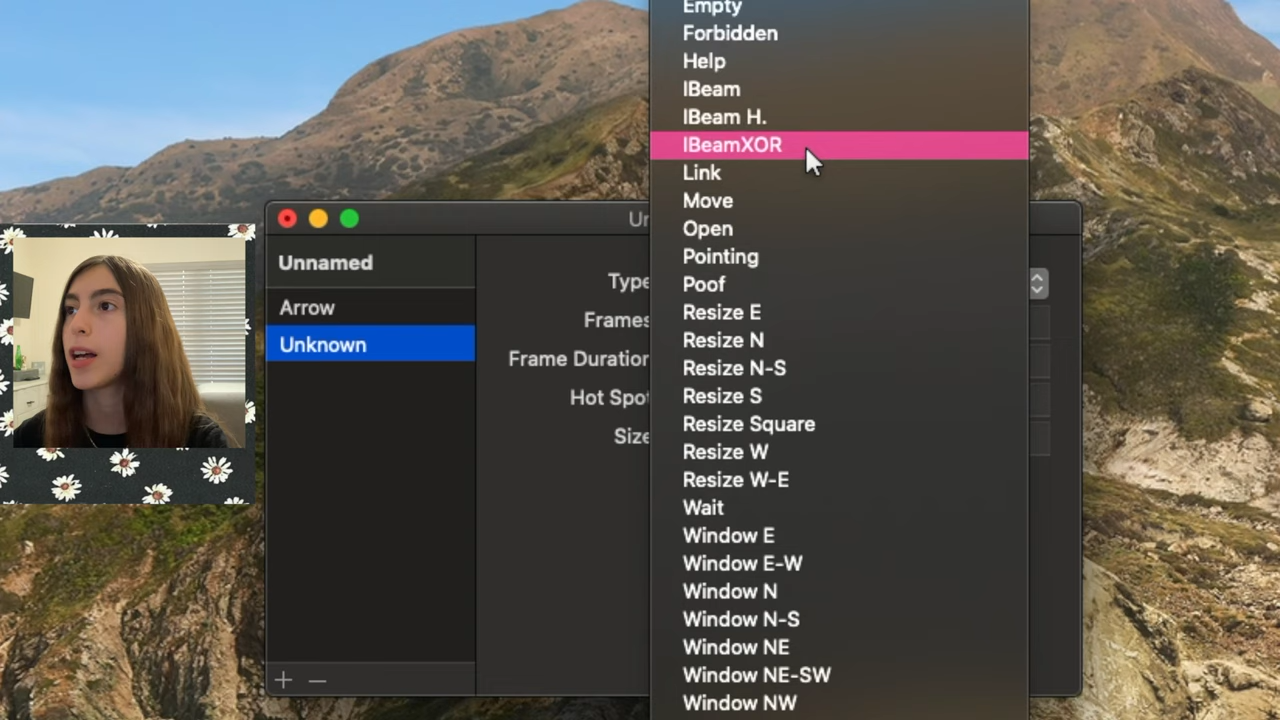 Empty
Forbidden
Help
IBeam
IBeam H.
IBeamXOR
Link
Move
Open
Pointing
Poof
Resize E
Resize N
Resize N-S
Resize S
Resize Square
Resize W
Resize W-E
Wait
Window E
Window E-W
Window N
Window N-S
Window NE
Window NE-SW
Window NW
Un
Unnamed
Arrow
Unknown
Type
Frames
Frame Duration
Hot Spot
Size